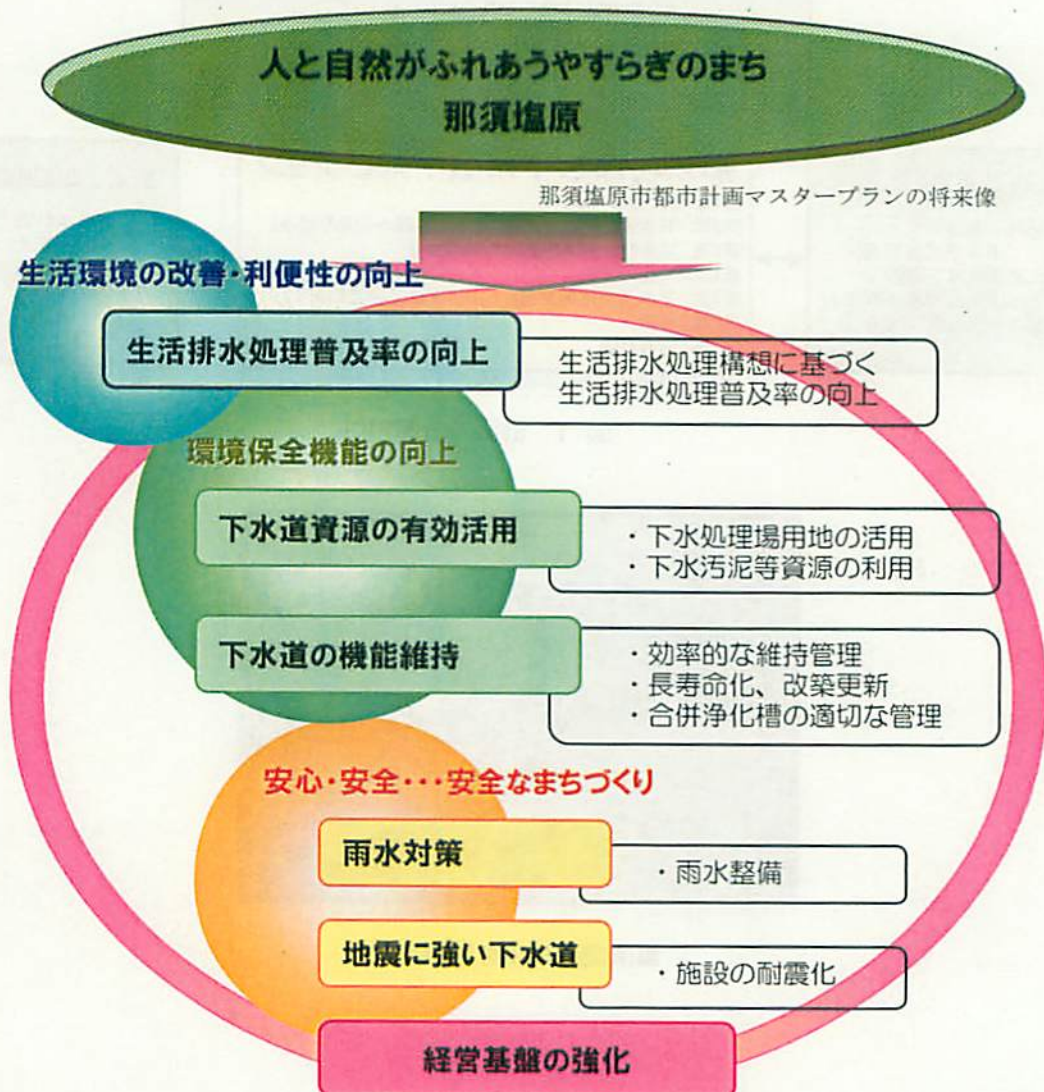 人と自然がふれあうやすらぎのまち
那須塩原
那須塩原市都市計画マスタープランの将来像
生活環境の改善・利便性の向上
生活排水処理普及率の向上
生活排水処理構想に基づく
生活排水処理普及率の向上
環境保全機能の向上
下水道資源の有効活用
・下水処理場用地の活用
・下水汚泥等資源の利用
下水道の機能維持
・効率的な維持管理
・長寿命化、改築更新
・合併浄化槽の適切な管理
安心・安全・・・安全なまちづくり
雨水対策
・雨水整備
地震に強い下水道
・施設の耐震化
経営基盤の強化